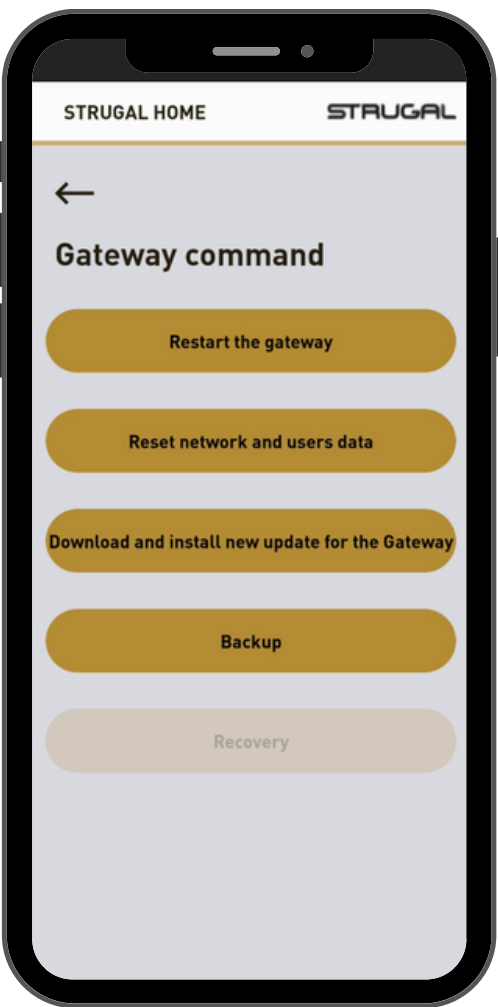 STRUGAL HOME STRUGAL
Gateway command
Restart the gateway
Reset network and users data
Download and install new update for the Gateway
Backup
Recovery